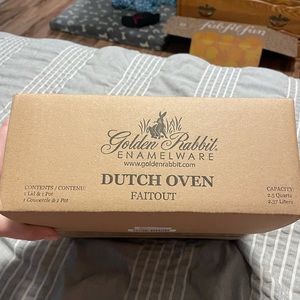 fabfitfun
Golden Rabbit
ENAMELWARE
www.goldenrabbit.com
DUTCH OVEN
FAITOUT
CONTENTS / CONTENU:
1 Lid & 1 Pot
1 Couvercle & 1 Pot
CAPACITY:
2.5 Quarts
2.37 Liters